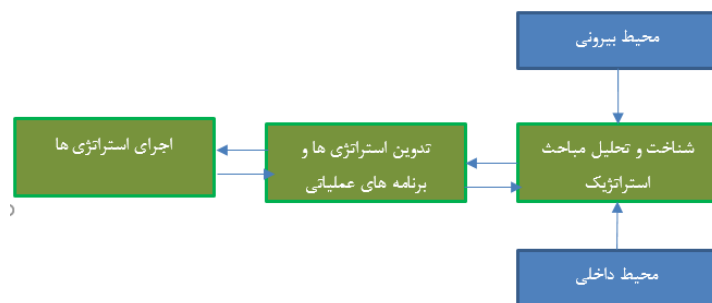 محیط بیرونی
شناخت و تحلیل مباحث
استراتژیک
تدوین استراتژی ها و
برنامه های عملیاتی
اجرای استراتژی ها
محیط داخلی